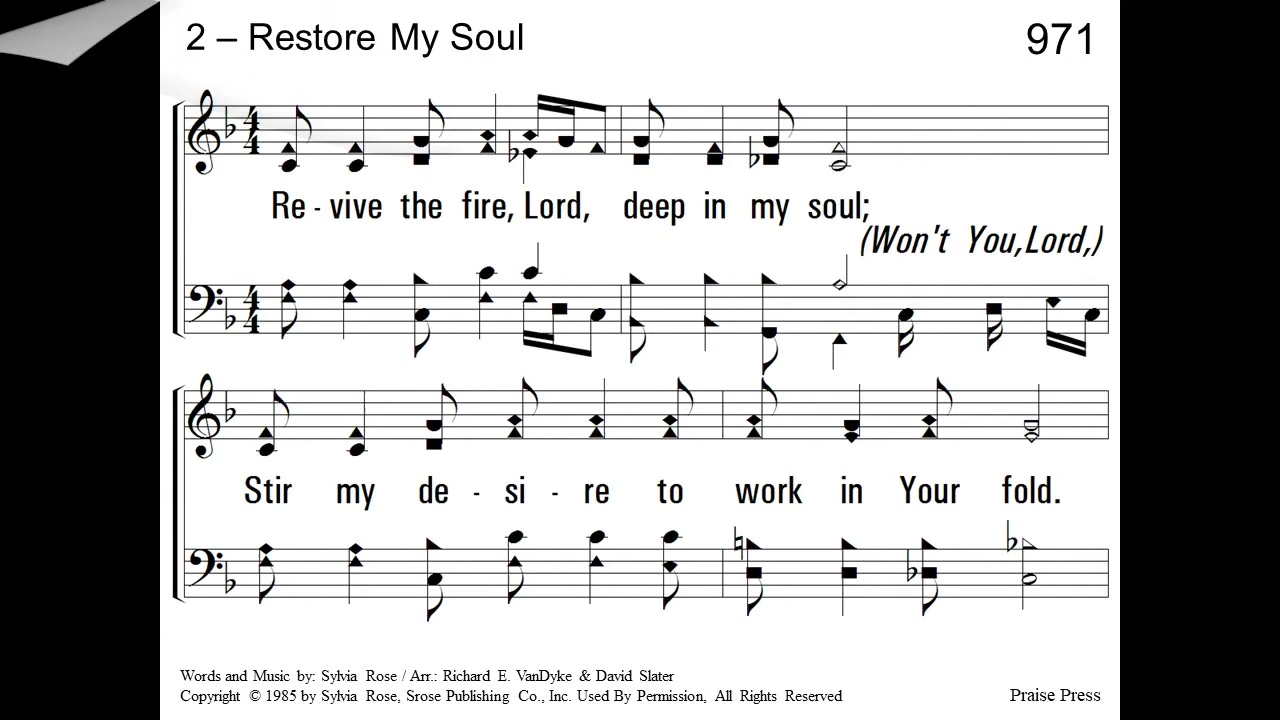 2 – Restore My Soul
971
Re - vive the fire, Lord, deep in my soul;
(Won't You, Lord,)
Stir my de - si - re to work in Your fold.
Words and Music by: Sylvia Rose / Arr.: Richard E. VanDyke & David Slater
Copyright © 1985 by Sylvia Rose, Srose Publishing Co., Inc. Used By Permission, All Rights Reserved
Praise Press